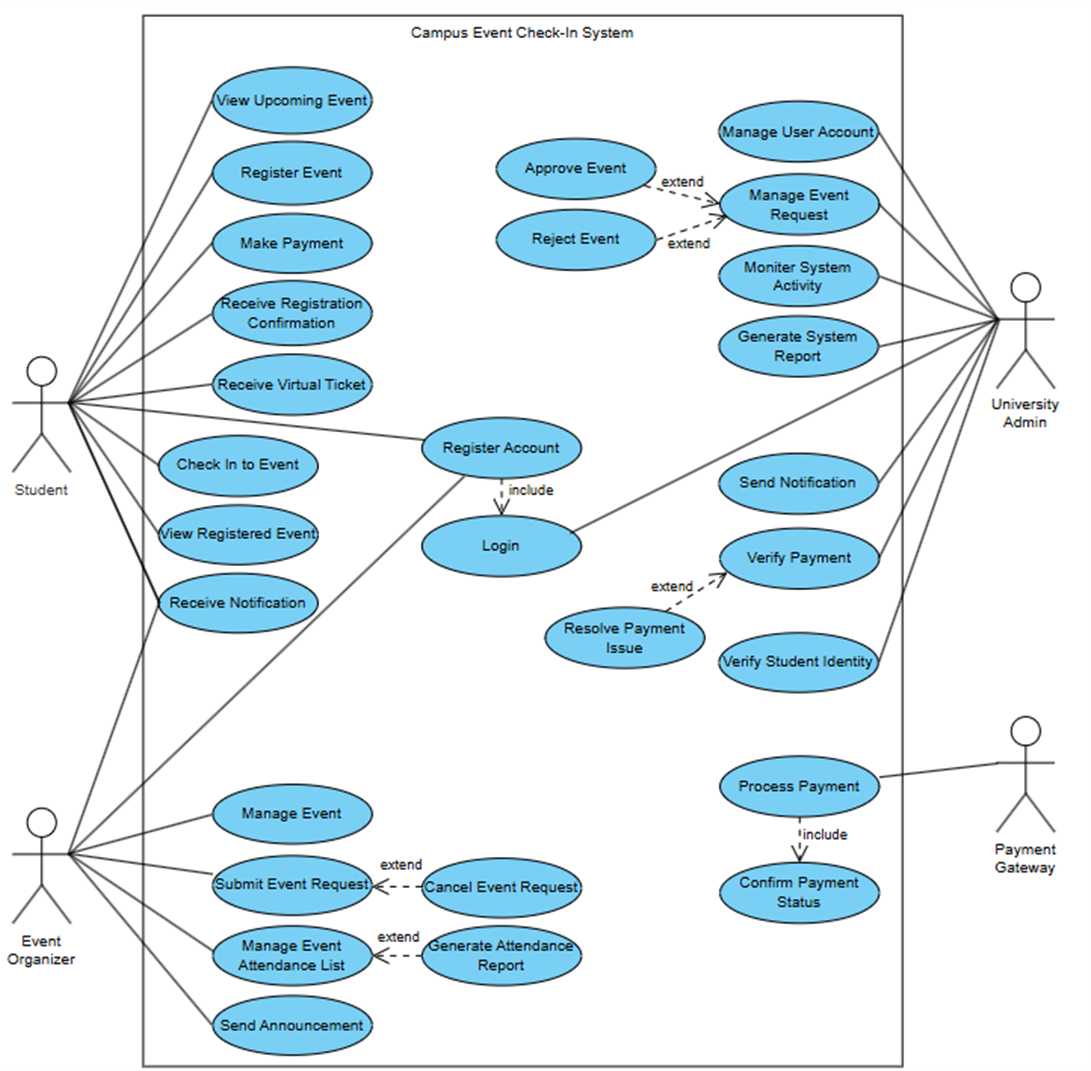 Campus Event Check-In System
View Upcoming Event
Register Event
Make Payment
Receive Registration
Confirmation
Receive Virtual Ticket
Check In to Event
View Registered Event
Receive Notification
Student
Register Account
include
Login
Approve Event
extend
Reject Event
extend
Manage User Account
Manage Event
Request
Moniter System
Activity
Generate System
Report
University
Admin
Send Notification
Verify Payment
extend
Resolve Payment
Issue
Verify Student Identity
Process Payment
include
Confirm Payment
Status
Payment
Gateway
Manage Event
Submit Event Request
extend
Cancel Event Request
Manage Event
Attendance List
extend
Generate Attendance
Report
Send Announcement
Event
Organizer